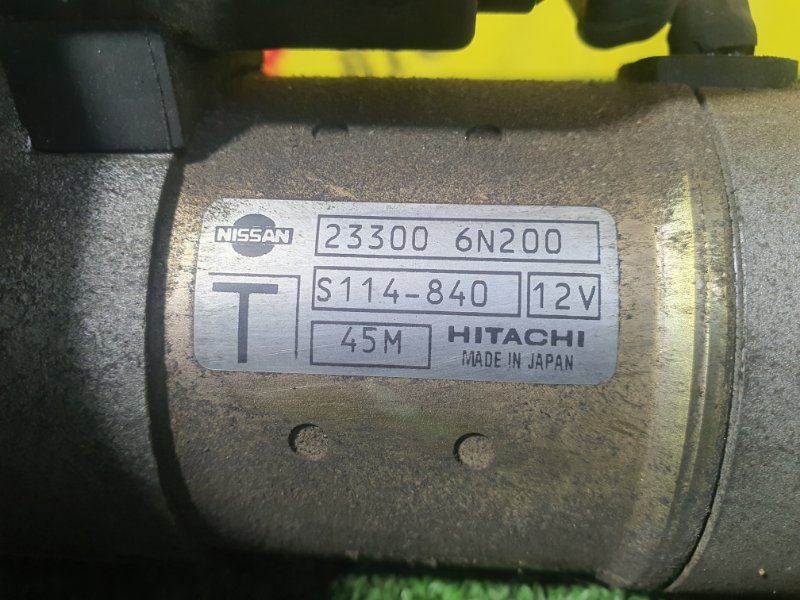 NISSAN 23300 6N200
T S114-840 12V
45M HITACHI
MADE IN JAPAN